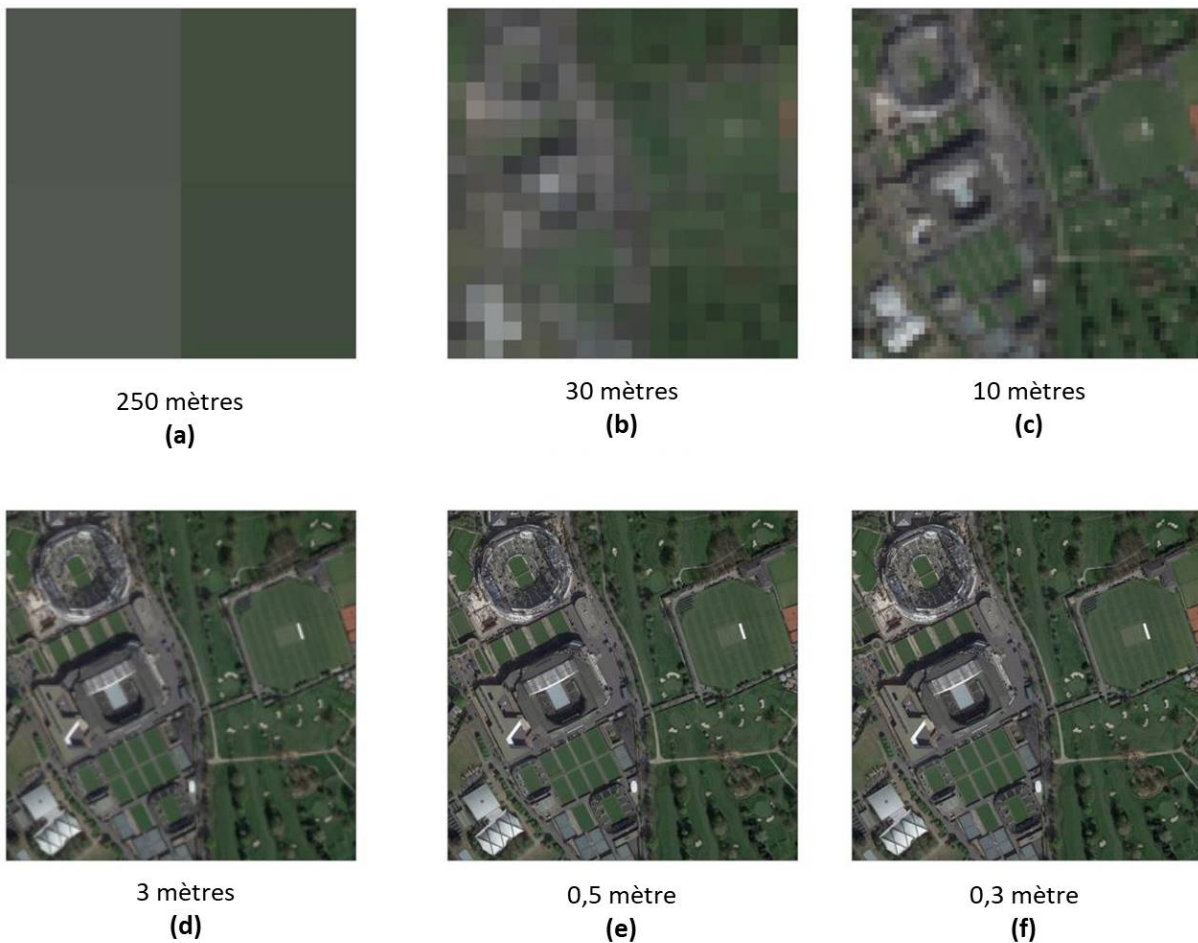 250 mètres
(a)
30 mètres
(b)
10 mètres
(c)
3 mètres
(d)
0,5 mètre
(e)
0,3 mètre
(f)